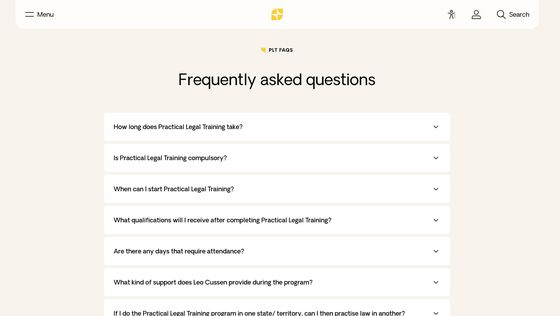 Menu
Search
PLT FAQS
Frequently asked questions
How long does Practical Legal Training take?
Is Practical Legal Training compulsory?
When can I start Practical Legal Training?
What qualifications will I receive after completing Practical Legal Training?
Are there any days that require attendance?
What kind of support does Leo Cussen provide during the program?
If I do the Practical Legal Training program in one state/ territory, can I then practise law in another?